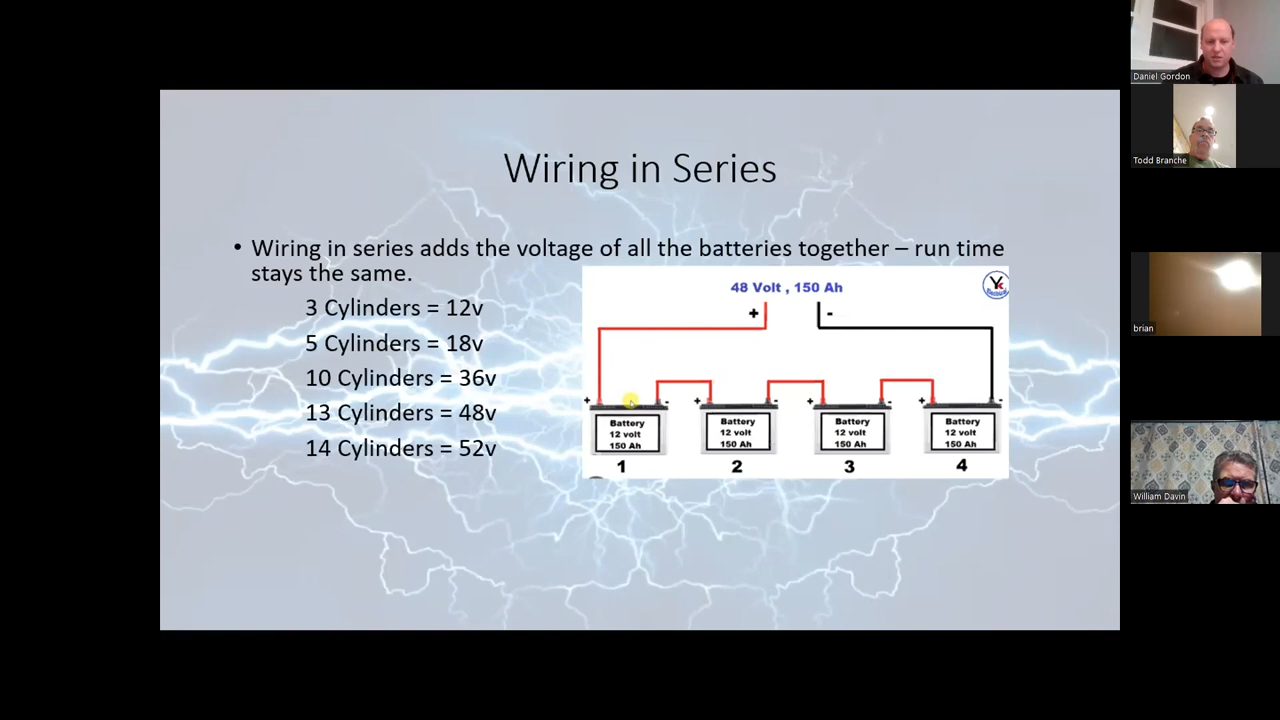 Wiring in Series
• Wiring in series adds the voltage of all the batteries together – run time
stays the same.
3 Cylinders = 12v
5 Cylinders = 18v
10 Cylinders = 36v
13 Cylinders = 48v
14 Cylinders = 52v
48 Volt , 150 Ah
+ -
+ - + - + - + -
Battery
12 volt
150 Ah
1
Battery
12 volt
150 Ah
2
Battery
12 volt
150 Ah
3
Battery
12 volt
150 Ah
4
Daniel Gordon
Todd Branche
brian
William Davin